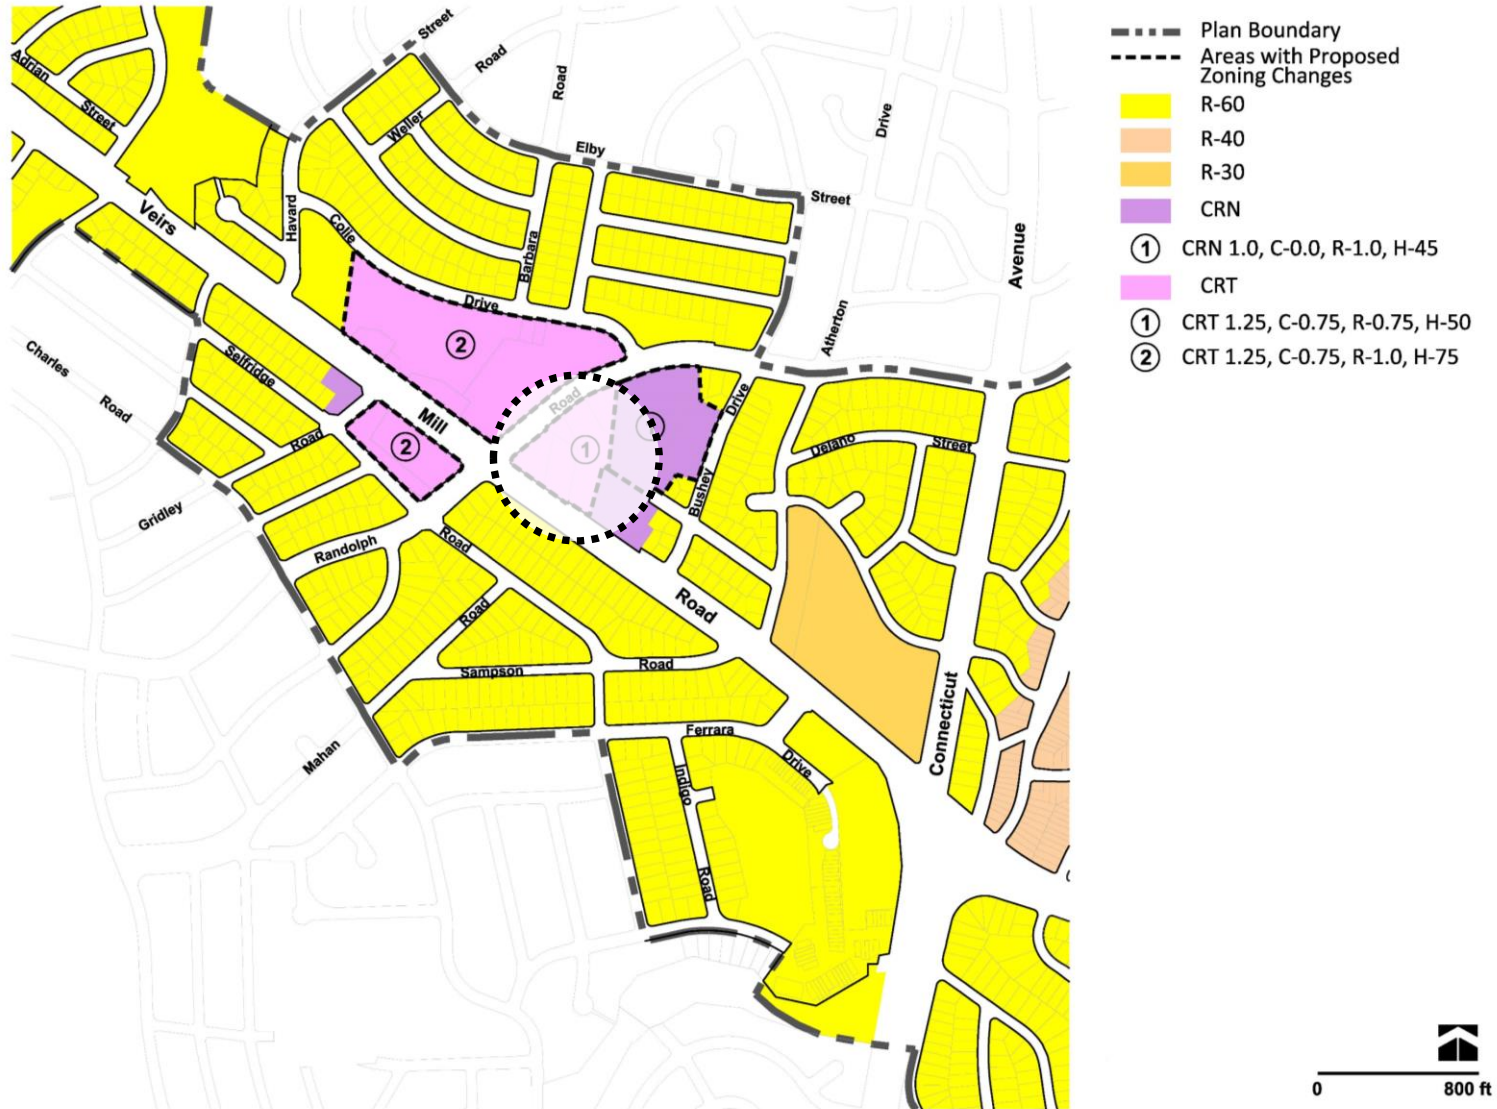 Street
Road
Road
Drive
Adrian
Street
Weller
Elby
Street
Avenue
Veirs
Havard
Colie
Barbara
Drive
Atherton
Charles
Road
Selfridge
2
Mill
Road
Drive
1
2
Road
Delano
Street
Bushey
Gridley
Randolph
Road
Road
Road
Sampson
Road
Connecticut
Ferrara
Drive
Mahan
Indigo
Road
Plan Boundary
Areas with Proposed
Zoning Changes
R-60
R-40
R-30
CRN
1 CRN 1.0, C-0.0, R-1.0, H-45
CRT
1 CRT 1.25, C-0.75, R-0.75, H-50
2 CRT 1.25, C-0.75, R-1.0, H-75
0 800 ft